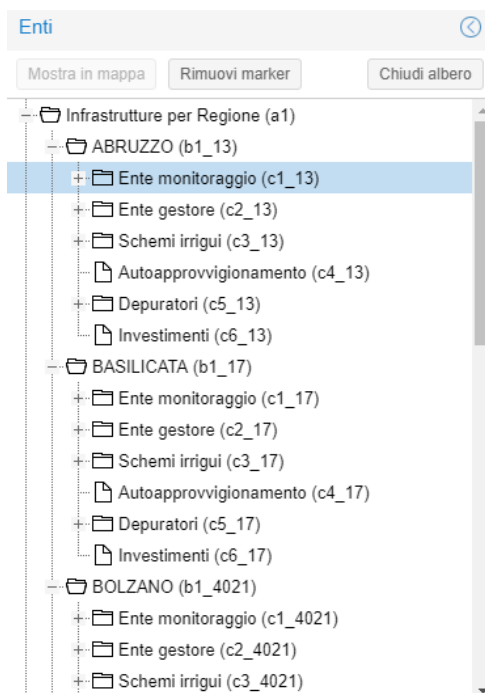 Enti
Mostra in mappa Rimuovi marker Chiudi albero
Infrastrutture per Regione (a1)
ABRUZZO (b1_13)
Ente monitoraggio (c1_13)
Ente gestore (c2_13)
Schemi irrigui (c3_13)
Autoapprovvigionamento (c4_13)
Depuratori (c5_13)
Investimenti (c6_13)
BASILICATA (b1_17)
Ente monitoraggio (c1_17)
Ente gestore (c2_17)
Schemi irrigui (c3_17)
Autoapprovvigionamento (c4_17)
Depuratori (c5_17)
Investimenti (c6_17)
BOLZANO (b1_4021)
Ente monitoraggio (c1_4021)
Ente gestore (c2_4021)
Schemi irrigui (c3_4021)